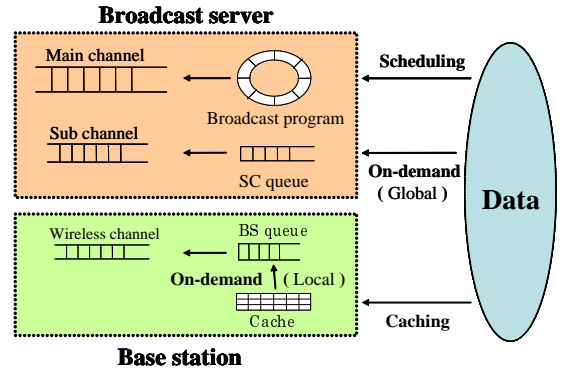 Broadcast server
Main channel
Scheduling
Broadcast program
Sub channel
On-demand
( Global )
SC queue
Data
Wireless channel
BS queue
On-demand ( Local )
Cache
Caching
Base station